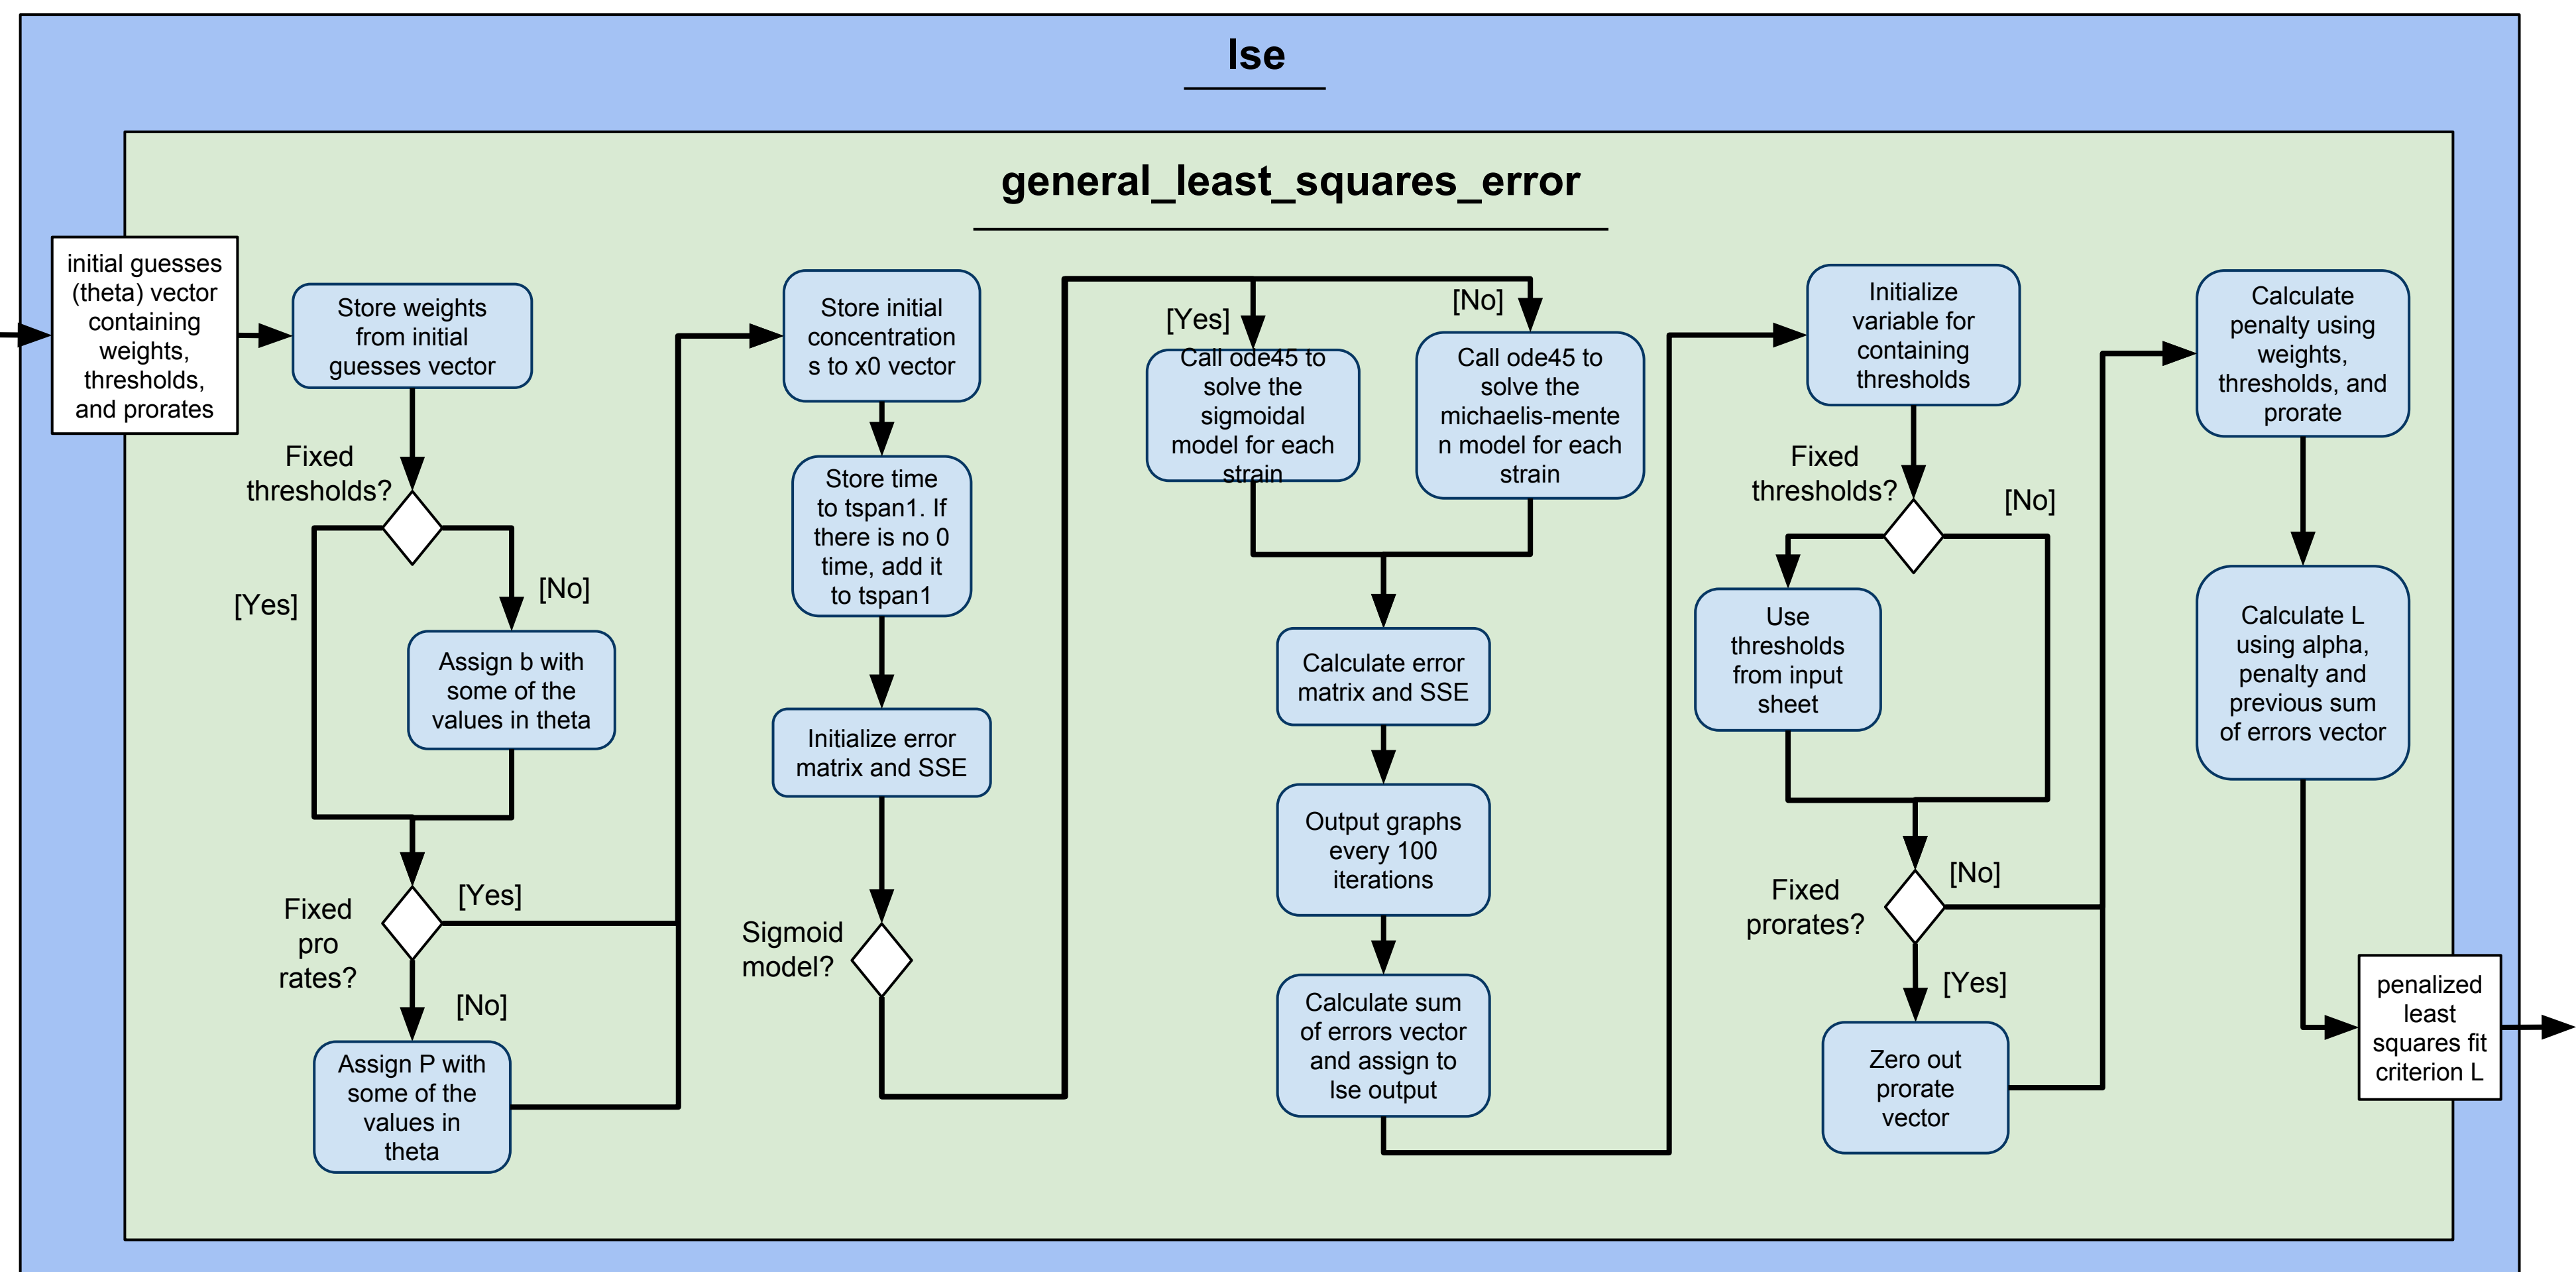 lse
general_least_squares_error
initial guesses
(theta) vector
containing
weights,
thresholds,
and prorates
Store weights
from initial
guesses vector
Fixed
thresholds?
[Yes]
[No]
Assign b with
some of the
values in theta
Fixed
pro
rates?
[Yes]
[No]
Assign P with
some of the
values in
theta
Store initial
concentration
s to x0 vector
Store time
to tspan1. If
there is no 0
time, add it
to tspan1
Initialize error
matrix and SSE
Sigmoid
model?
[Yes]
[No]
Call ode45 to
solve the
sigmoidal
model for each
strain
Call ode45 to
solve the
michaelis-mente
n model for each
strain
Calculate error
matrix and SSE
Output graphs
every 100
iterations
Calculate sum
of errors vector
and assign to
lse output
Initialize
variable for
containing
thresholds
Fixed
thresholds?
[No]
Use
thresholds
from input
sheet
Fixed
prorates?
[No]
[Yes]
Zero out
prorate
vector
Calculate
penalty using
weights,
thresholds, and
prorate
Calculate L
using alpha,
penalty and
previous sum
of errors vector
penalized
least
squares fit
criterion L